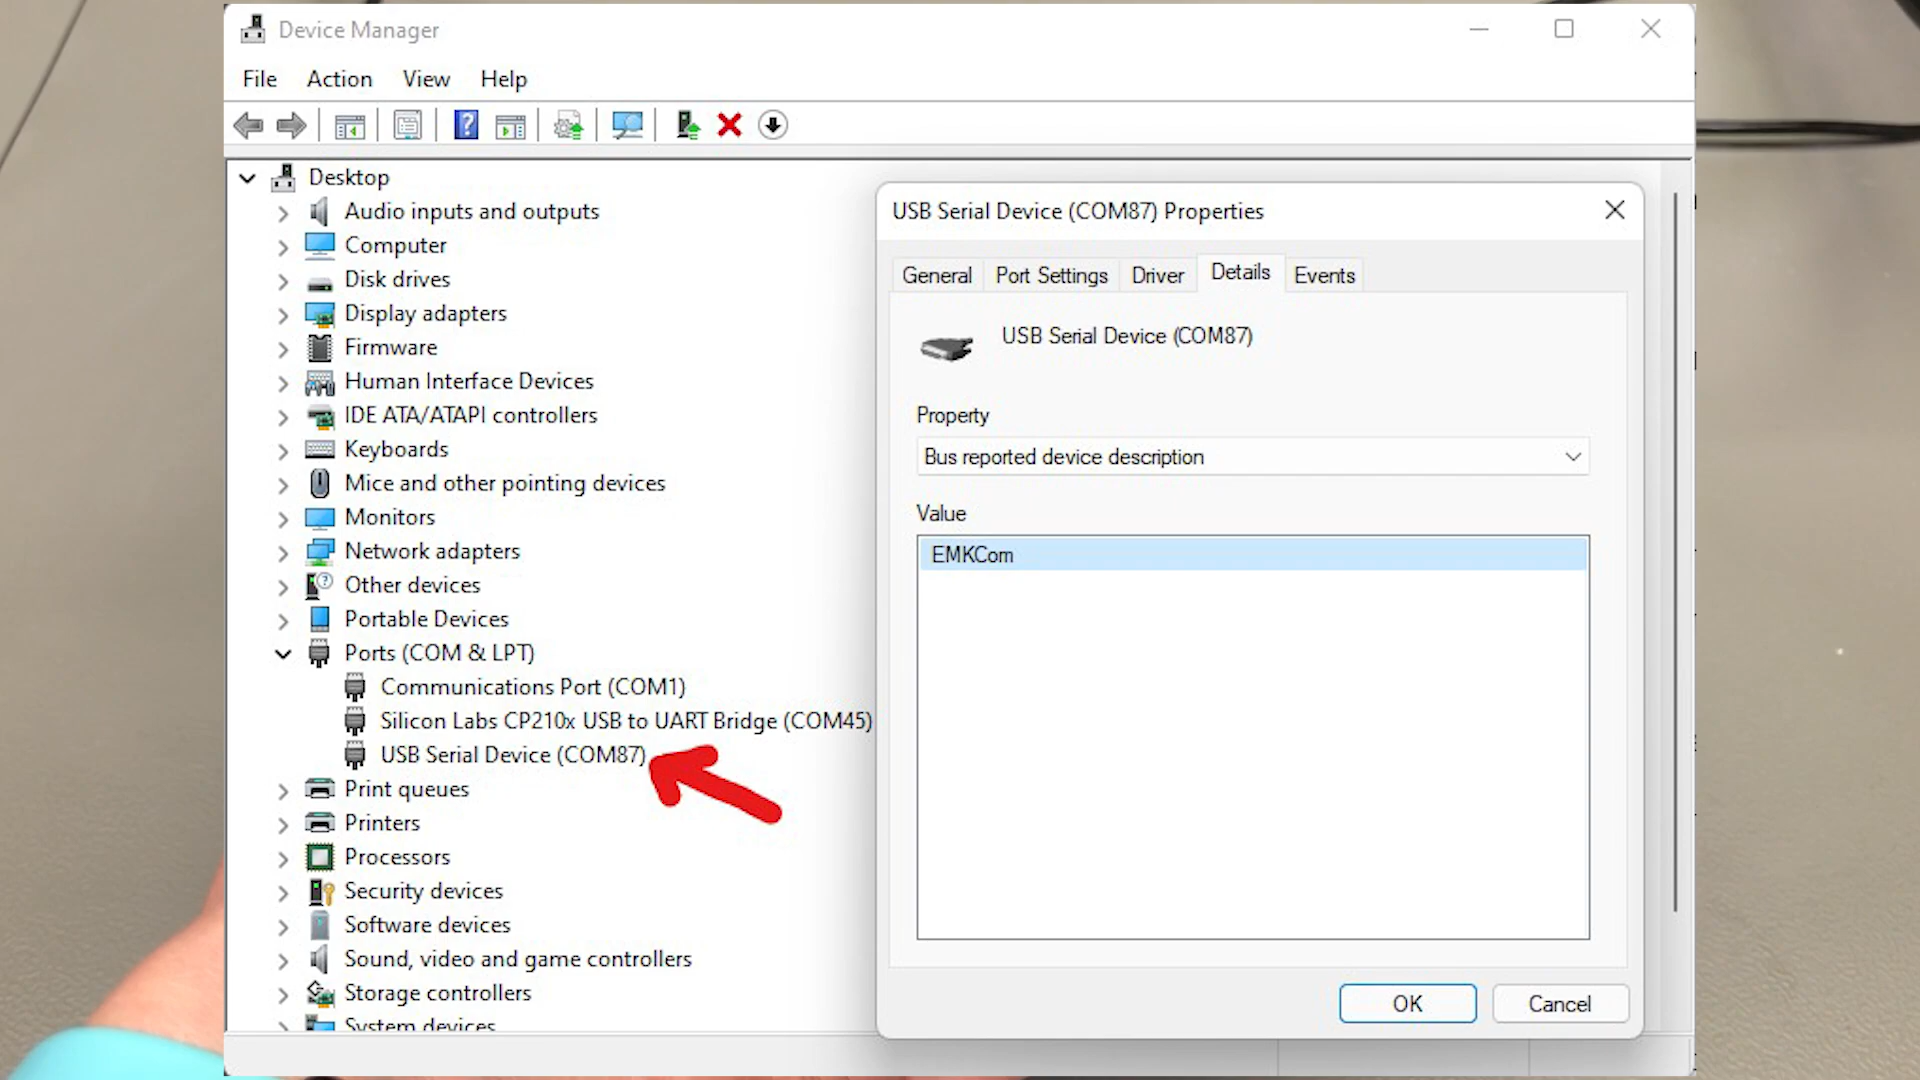 Device Manager
File Action View Help
Desktop
Audio inputs and outputs
Computer
Disk drives
Display adapters
Firmware
Human Interface Devices
IDE ATA/ATAPI controllers
Keyboards
Mice and other pointing devices
Monitors
Network adapters
Other devices
Portable Devices
Ports (COM & LPT)
Communications Port (COM1)
Silicon Labs CP210x USB to UART Bridge (COM45)
USB Serial Device (COM87)
Print queues
Printers
Processors
Security devices
Software devices
Sound, video and game controllers
Storage controllers
System devices
USB Serial Device (COM87) Properties
General Port Settings Driver Details Events
USB Serial Device (COM87)
Property
Bus reported device description
Value
EMKCom
OK Cancel